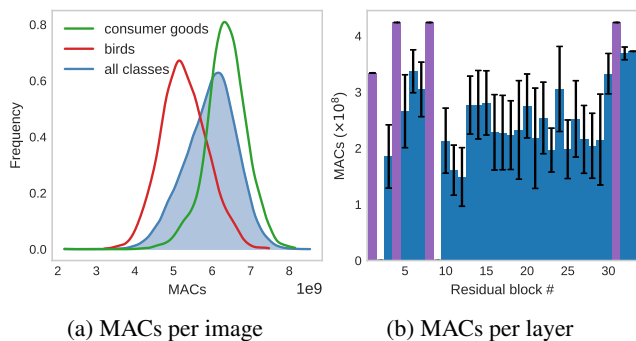 consumer goods
birds
all classes
Frequency
0.8
0.6
0.4
0.2
0.0
2 3 4 5 6 7 8
MACs
1e9
(a) MACs per image
MACs (×10⁸)
4
3
2
1
0
5 10 15 20 25 30
Residual block #
(b) MACs per layer